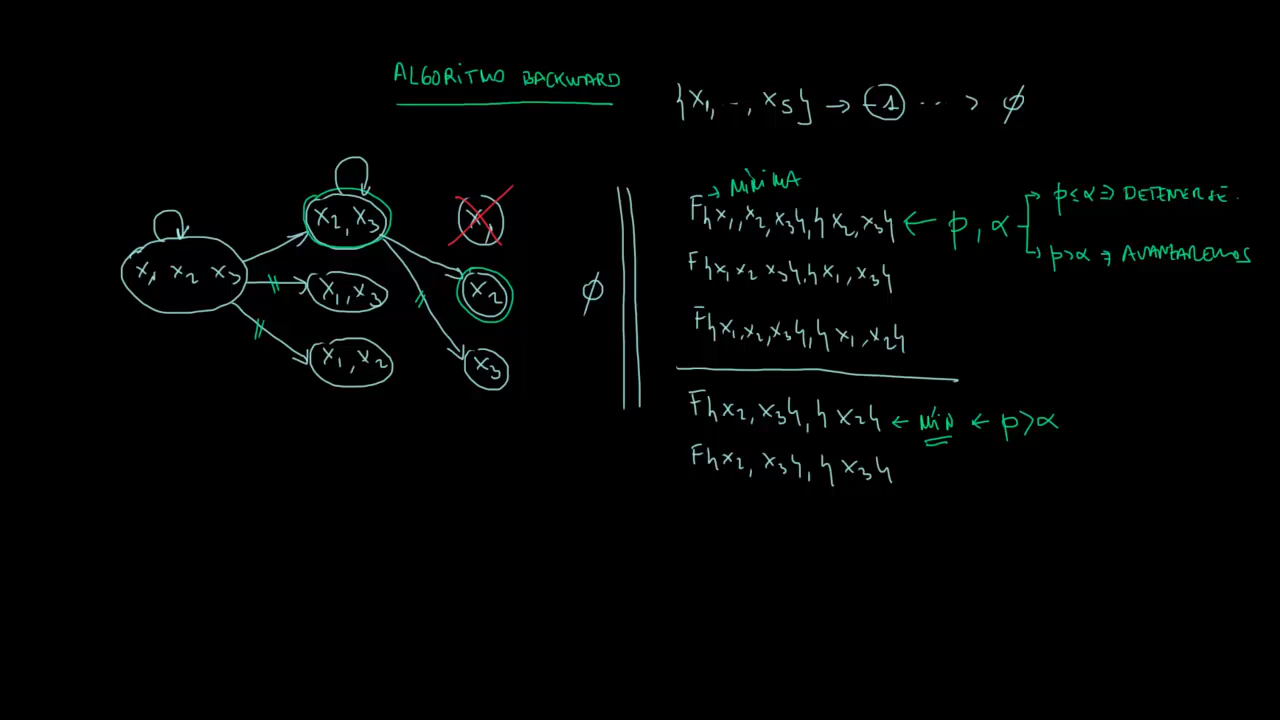 ALGORITMO BACKWARD
{x1, .., x5} → -1 ... > ∅
→ MÍNIMA
F{x1, x2, x3},{x2, x3} ← p, α
p≤α ⇒ DETENERSE.
p>α ⇒ AVANZAREMOS
F{x1 x2 x3},{x1, x3}
F{x1, x2, x3},{x1, x2}
F{x2, x3},{x2} ← MÍN ← p>α
F{x2, x3},{x3}
x1 x2 x3
x2, x3
x1, x3
x1, x2
x1
x2
x3
∅